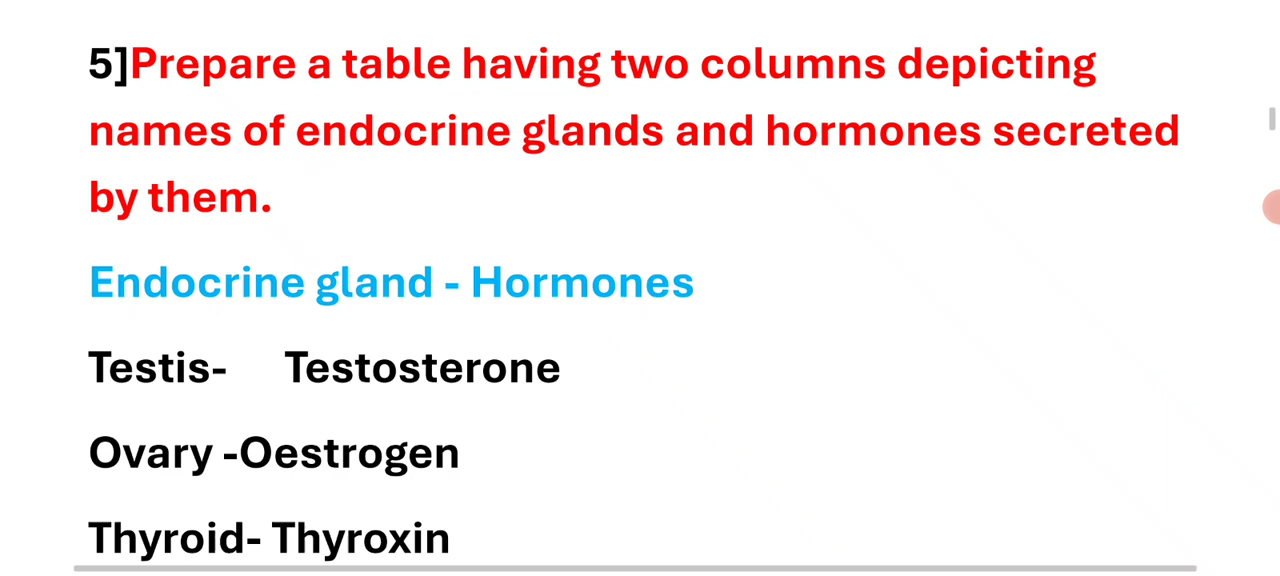 5]Prepare a table having two columns depicting
names of endocrine glands and hormones secreted
by them.
Endocrine gland - Hormones
Testis- Testosterone
Ovary -Oestrogen
Thyroid- Thyroxin